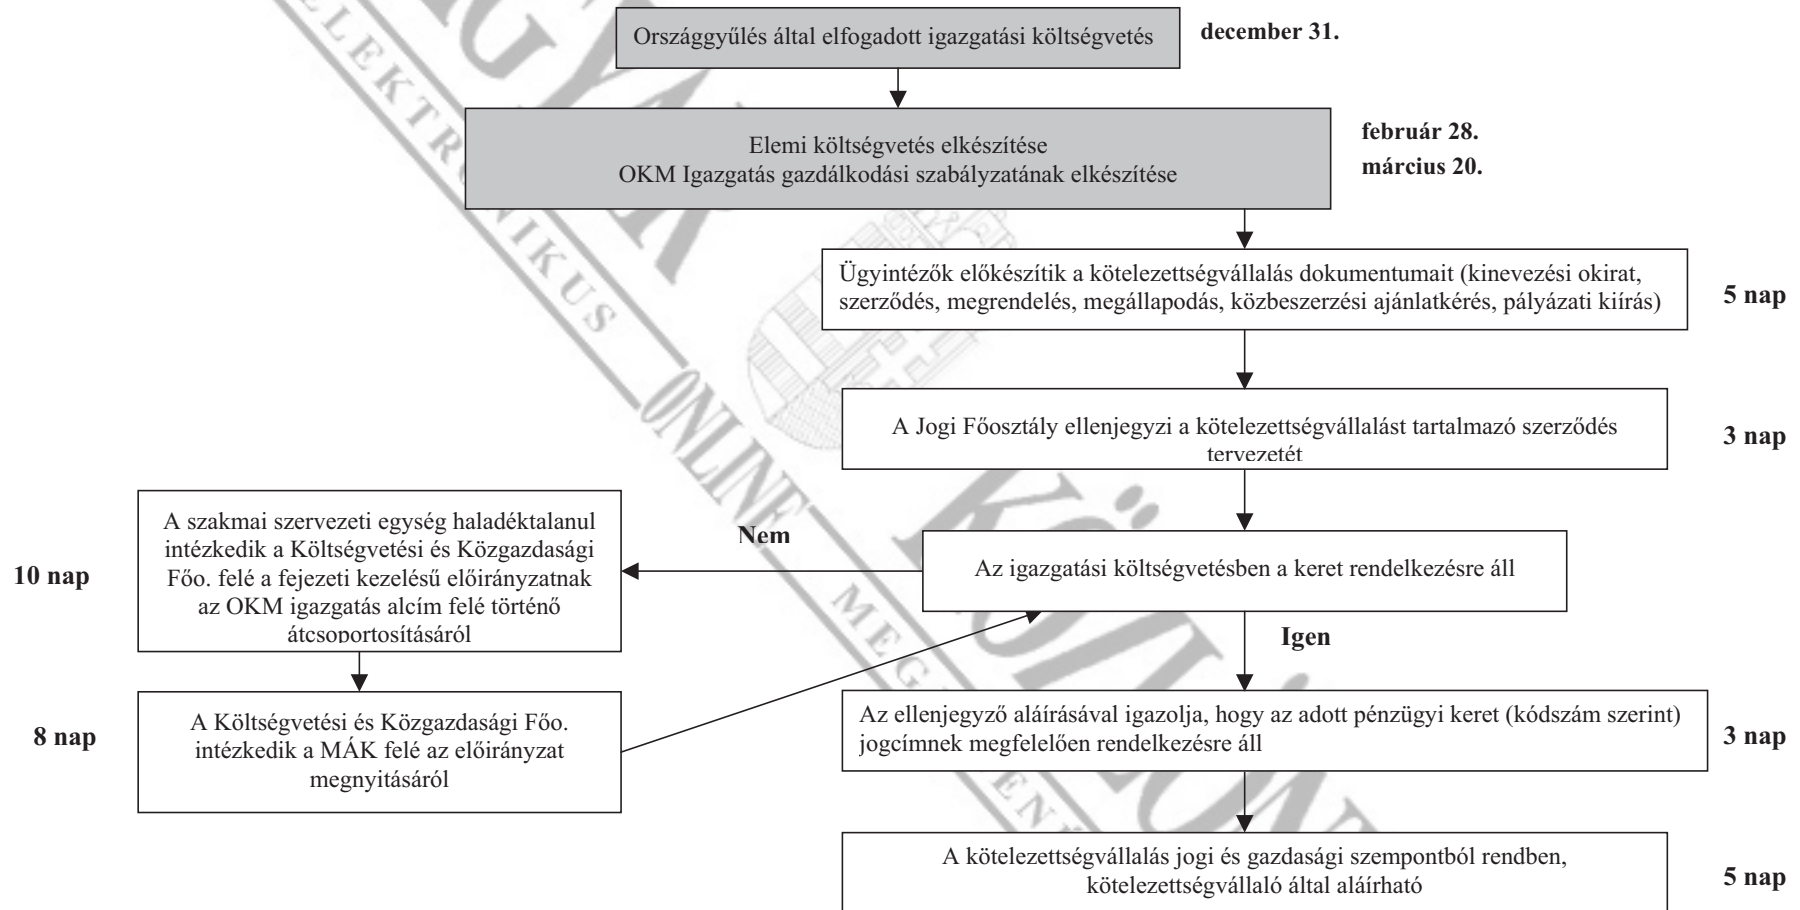 Országgyűlés által elfogadott igazgatási költségvetés
december 31.
Elemi költségvetés elkészítése
OKM Igazgatás gazdálkodási szabályzatának elkészítése
február 28.
március 20.
Ügyintézők előkészítik a kötelezettségvállalás dokumentumait (kinevezési okirat,
szerződés, megrendelés, megállapodás, közbeszerzési ajánlatkérés, pályázati kiírás)
5 nap
A Jogi Főosztály ellenjegyzi a kötelezettségvállalást tartalmazó szerződés
tervezetét
3 nap
Az igazgatási költségvetésben a keret rendelkezésre áll
Nem
Igen
10 nap
A szakmai szervezeti egység haladéktalanul
intézkedik a Költségvetési és Közgazdasági
Főo. felé a fejezeti kezelésű előirányzatnak
az OKM igazgatás alcím felé történő
átcsoportosításáról
8 nap
A Költségvetési és Közgazdasági Főo.
intézkedik a MÁK felé az előirányzat
megnyitásáról
Az ellenjegyző aláírásával igazolja, hogy az adott pénzügyi keret (kódszám szerint)
jogcímnek megfelelően rendelkezésre áll
3 nap
A kötelezettségvállalás jogi és gazdasági szempontból rendben,
kötelezettségvállaló által aláírható
5 nap
ELEKTRONIKUS
ONLINE